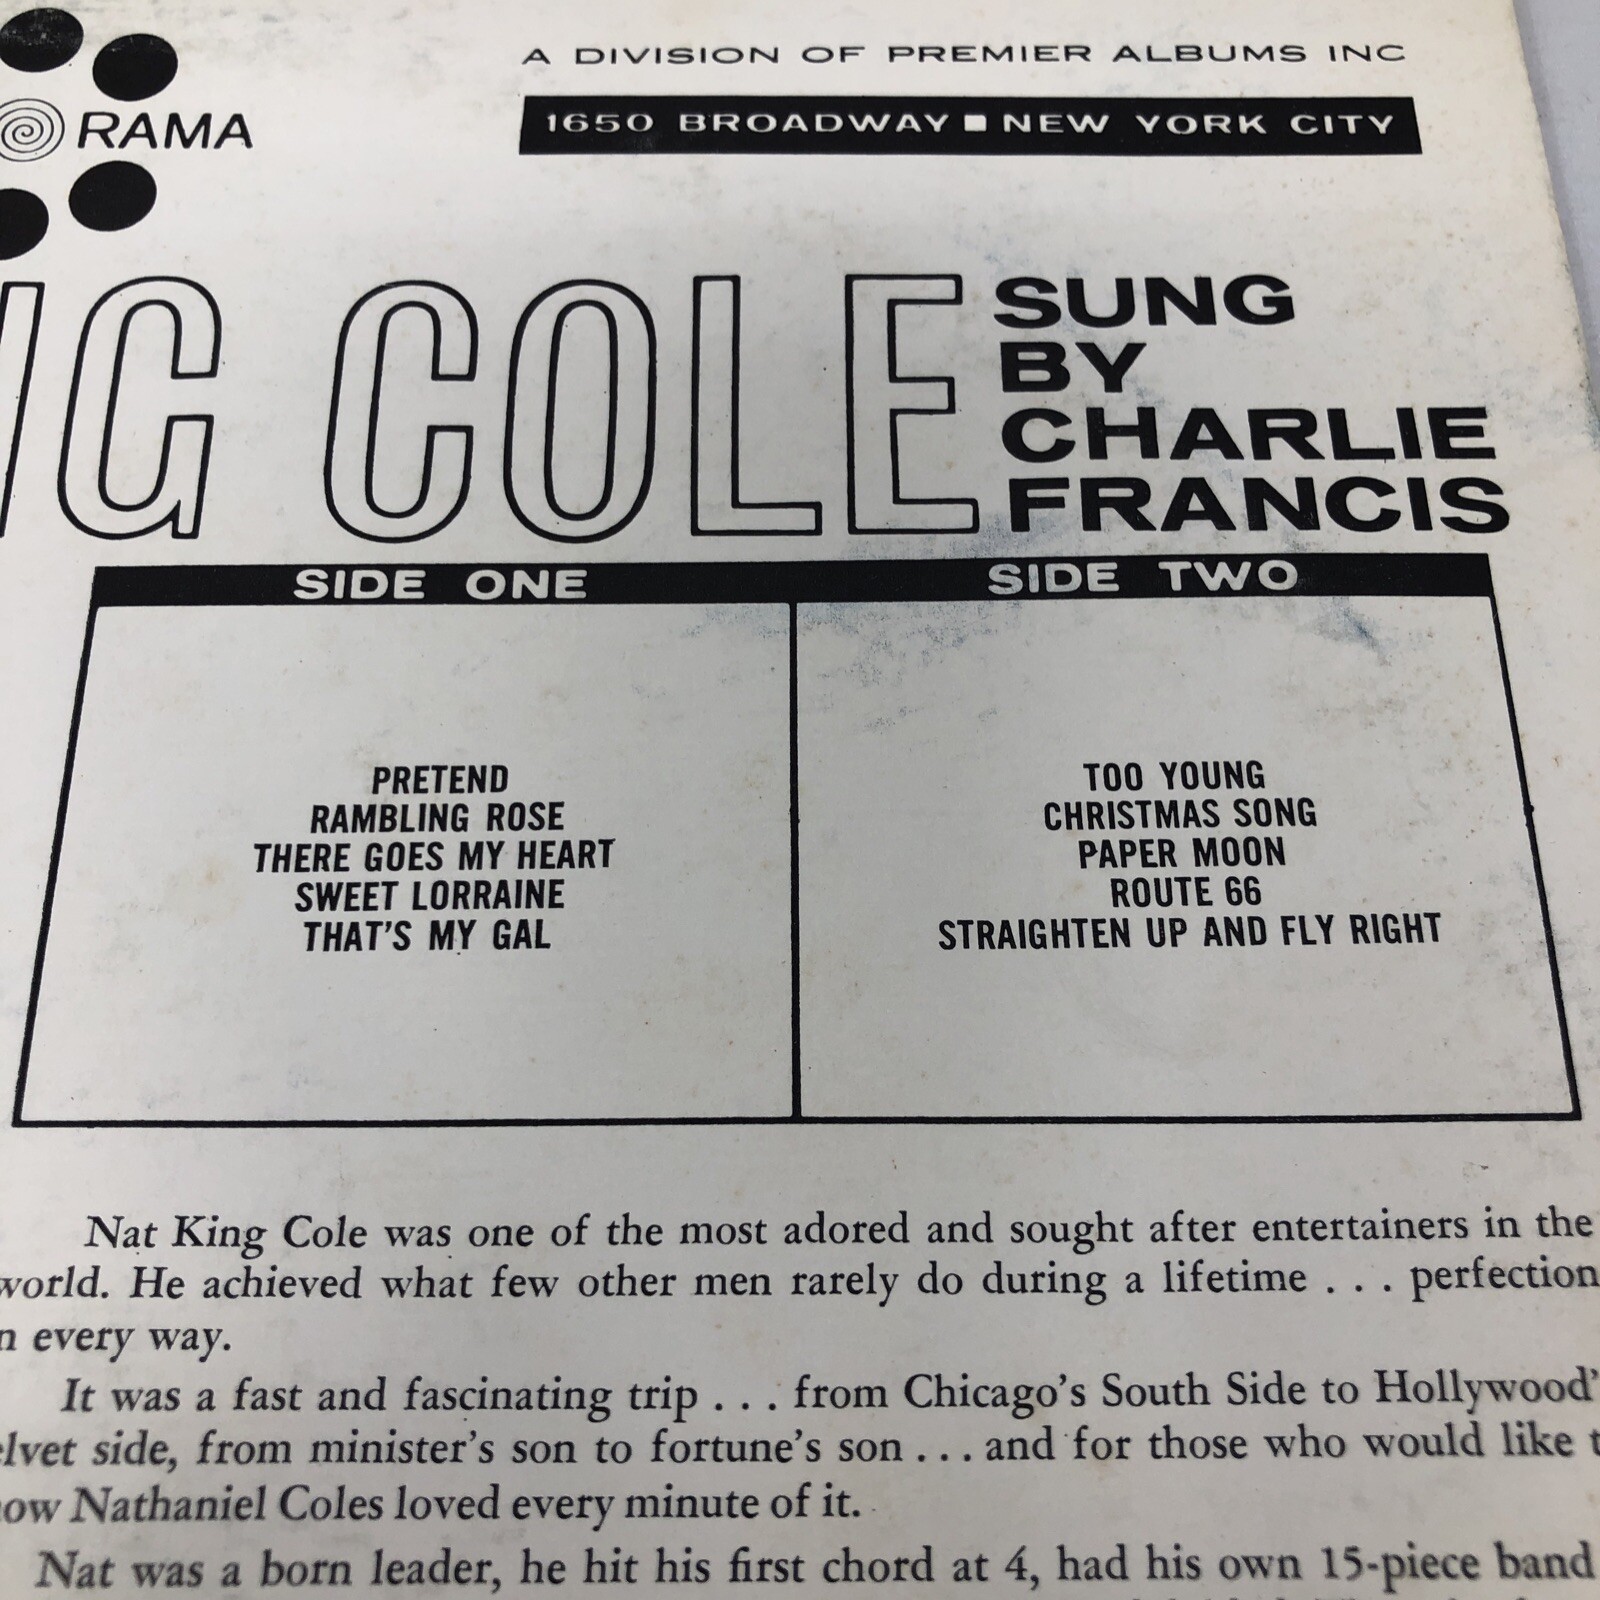 A DIVISION OF PREMIER ALBUMS INC
RAMA
1650 BROADWAY ■ NEW YORK CITY
COLE
SUNG
BY
CHARLIE
FRANCIS
SIDE ONE
SIDE TWO
PRETEND
RAMBLING ROSE
THERE GOES MY HEART
SWEET LORRAINE
THAT'S MY GAL
TOO YOUNG
CHRISTMAS SONG
PAPER MOON
ROUTE 66
STRAIGHTEN UP AND FLY RIGHT
Nat King Cole was one of the most adored and sought after entertainers in the
world. He achieved what few other men rarely do during a lifetime . . . perfection
every way.
It was a fast and fascinating trip . . . from Chicago's South Side to Hollywood'
side, from minister's son to fortune's son . . . and for those who would like
Nathaniel Coles loved every minute of it.
Nat was a born leader, he hit his first chord at 4, had his own 15-piece band